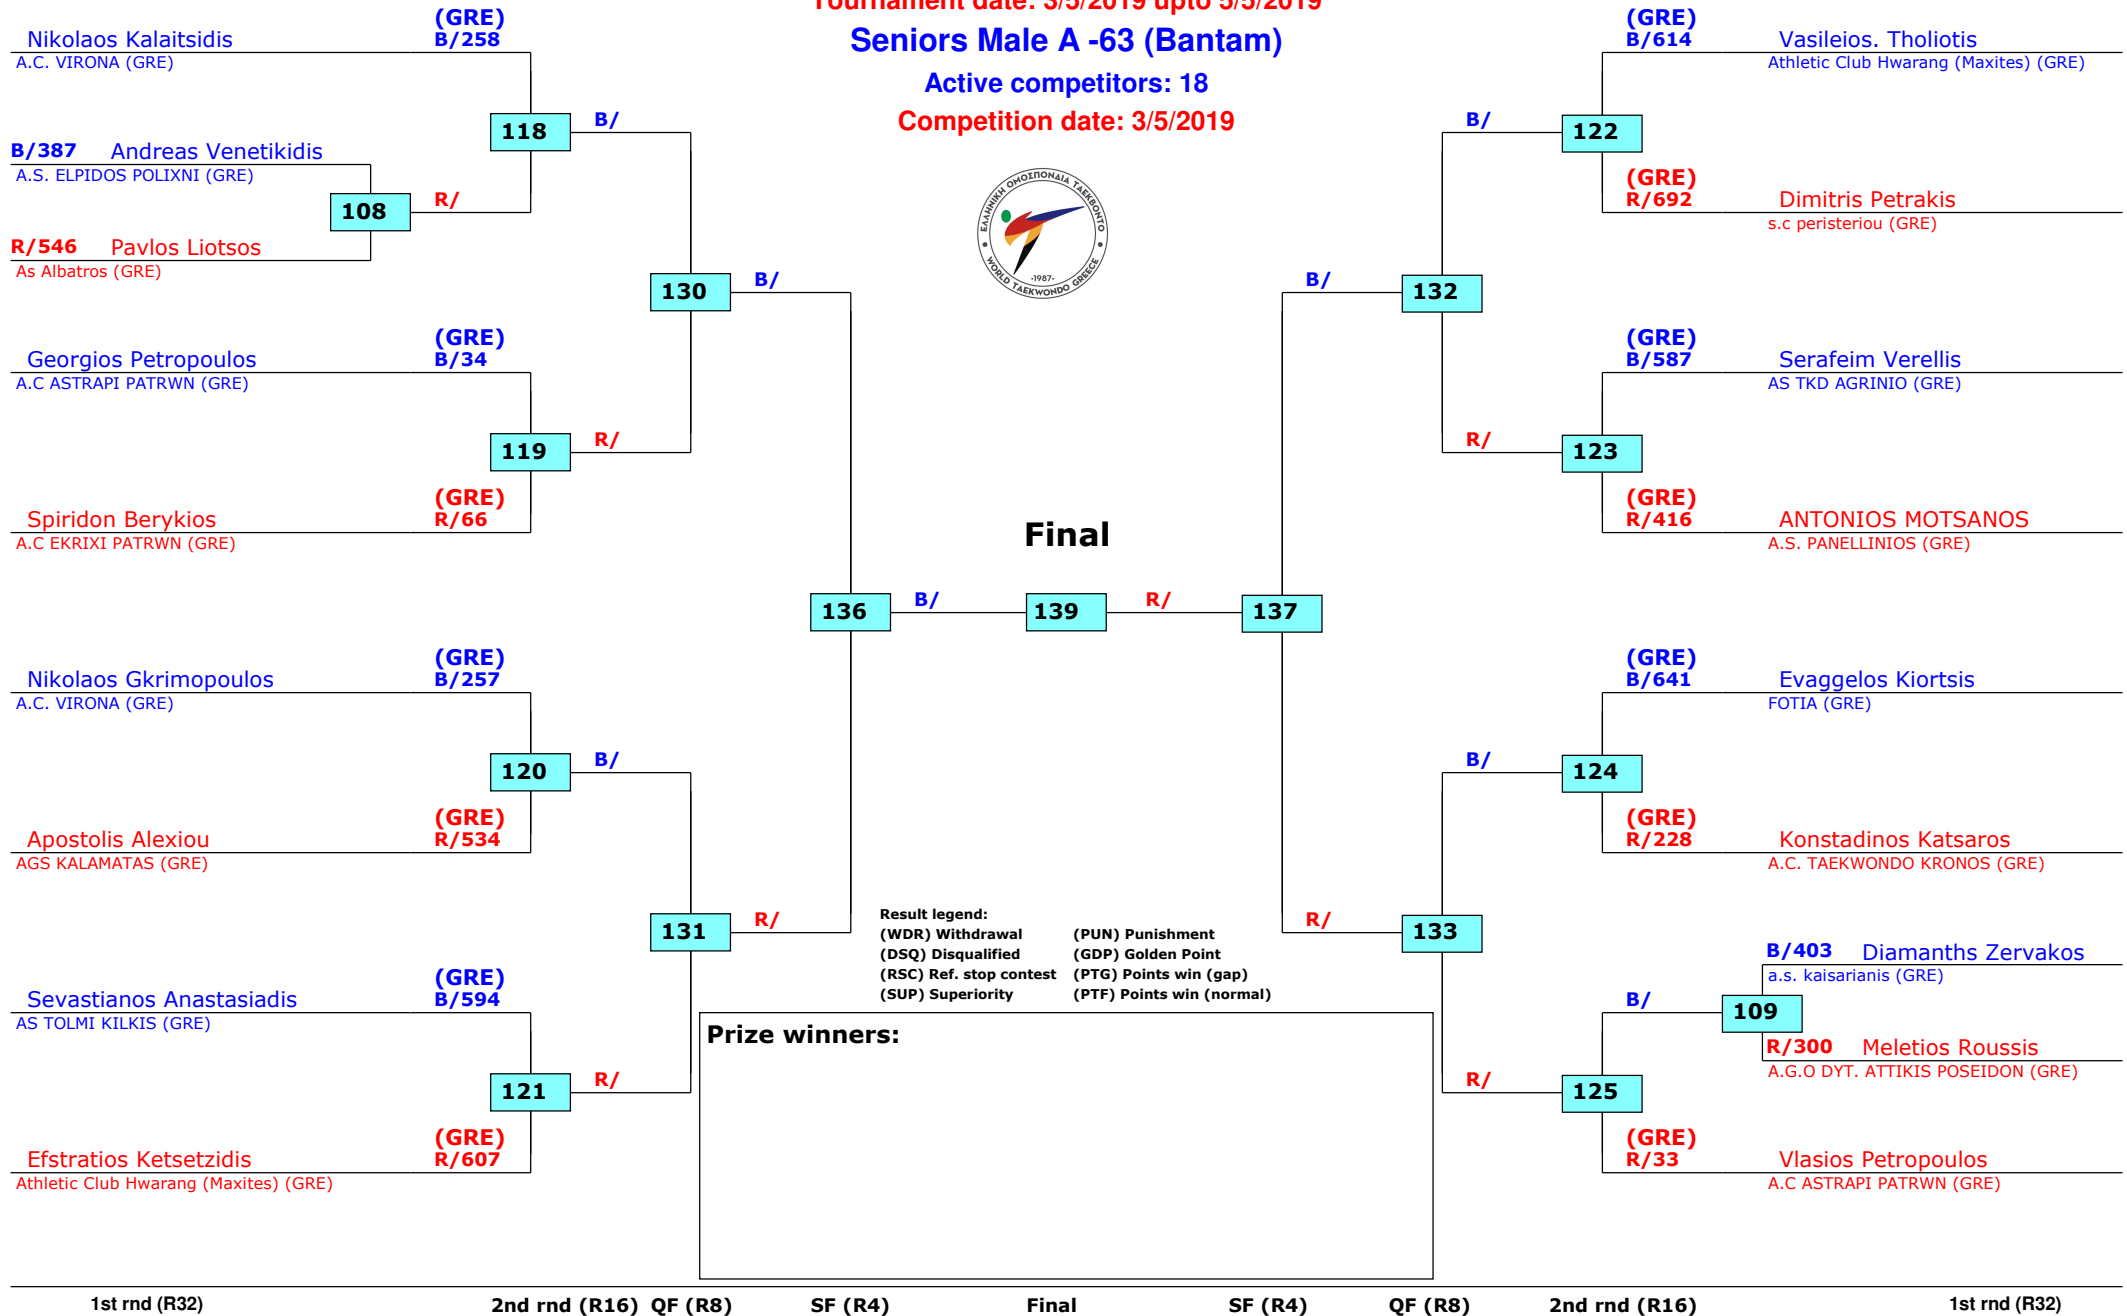 Tournament date: 3/5/2019 upto 5/5/2019
Seniors Male A -63 (Bantam)
Active competitors: 18
Competition date: 3/5/2019
ΕΛΛΗΝΙΚΗ ΟΜΟΣΠΟΝΔΙΑ ΤΑΕΚΒΟΝΤΟ
·1987·
WORLD TAEKWONDO GREECE
(GRE)
Nikolaos Kalaitsidis B/258
A.C. VIRONA (GRE)
118 B/
B/387 Andreas Venetikidis
A.S. ELPIDOS POLIXNI (GRE)
108 R/
R/546 Pavlos Liotsos
As Albatros (GRE)
130 B/
(GRE)
Georgios Petropoulos B/34
A.C ASTRAPI PATRWN (GRE)
119 R/
(GRE)
Spiridon Berykios R/66
A.C EKRIXI PATRWN (GRE)
136 B/
(GRE)
Nikolaos Gkrimopoulos B/257
A.C. VIRONA (GRE)
120 B/
(GRE)
Apostolis Alexiou R/534
AGS KALAMATAS (GRE)
131 R/
(GRE)
Sevastianos Anastasiadis B/594
AS TOLMI KILKIS (GRE)
121 R/
(GRE)
Efstratios Ketsetzidis R/607
Athletic Club Hwarang (Maxites) (GRE)
Final
139
(GRE)
B/614 Vasileios. Tholiotis
Athletic Club Hwarang (Maxites) (GRE)
B/ 122
(GRE)
R/692 Dimitris Petrakis
s.c peristeriou (GRE)
B/ 132
(GRE)
B/587 Serafeim Verellis
AS TKD AGRINIO (GRE)
R/ 123
(GRE)
R/416 ANTONIOS MOTSANOS
A.S. PANELLINIOS (GRE)
R/ 137
(GRE)
B/641 Evaggelos Kiortsis
FOTIA (GRE)
B/ 124
(GRE)
R/228 Konstadinos Katsaros
A.C. TAEKWONDO KRONOS (GRE)
R/ 133
B/403 Diamanths Zervakos
a.s. kaisarianis (GRE)
B/ 109
R/300 Meletios Roussis
A.G.O DYT. ATTIKIS POSEIDON (GRE)
R/ 125
(GRE)
R/33 Vlasios Petropoulos
A.C ASTRAPI PATRWN (GRE)
Result legend:
(WDR) Withdrawal (PUN) Punishment
(DSQ) Disqualified (GDP) Golden Point
(RSC) Ref. stop contest (PTG) Points win (gap)
(SUP) Superiority (PTF) Points win (normal)
Prize winners:
1st rnd (R32) 2nd rnd (R16) QF (R8) SF (R4) Final SF (R4) QF (R8) 2nd rnd (R16) 1st rnd (R32)